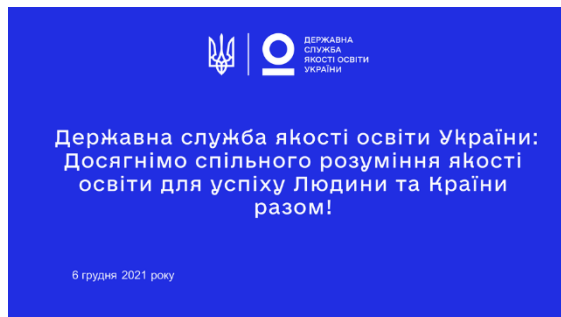 ДЕРЖАВНА
СЛУЖБА
ЯКОСТІ ОСВІТИ
УКРАЇНИ
Державна служба якості освіти України:
Досягнімо спільного розуміння якості
освіти для успіху Людини та Країни
разом!
6 грудня 2021 року